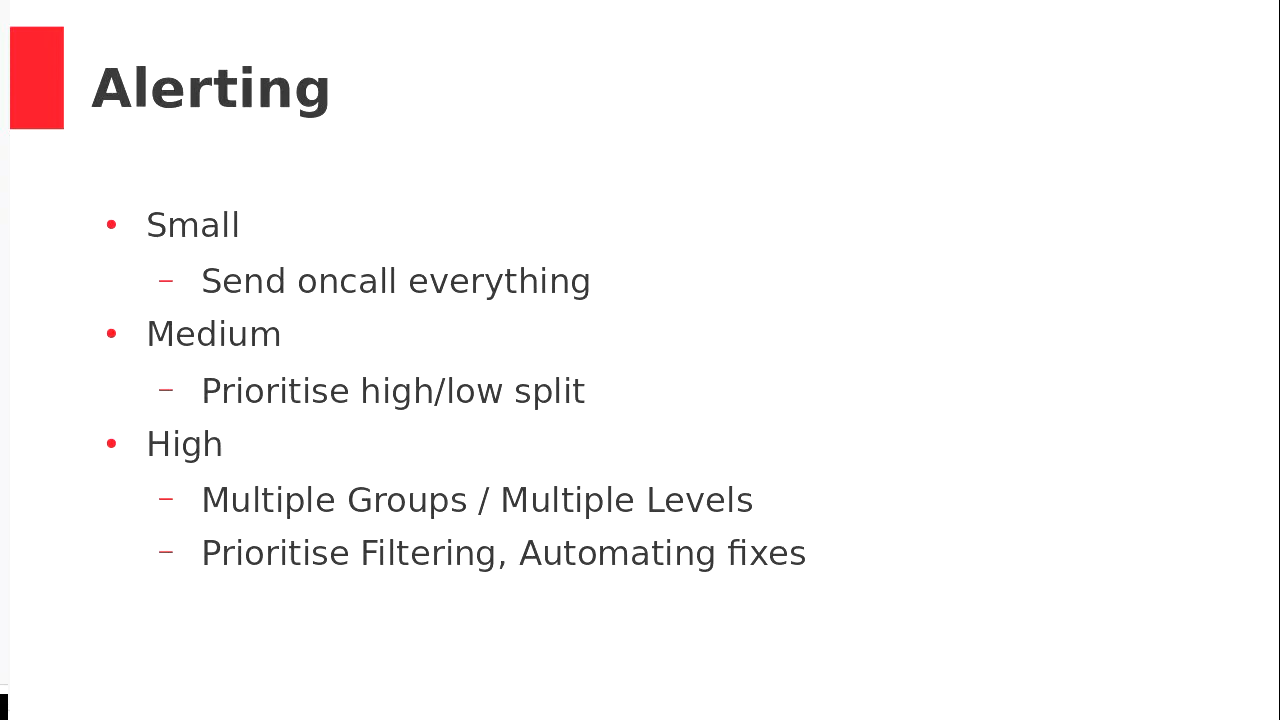 Alerting
• Small
– Send oncall everything
• Medium
– Prioritise high/low split
• High
– Multiple Groups / Multiple Levels
– Prioritise Filtering, Automating fixes